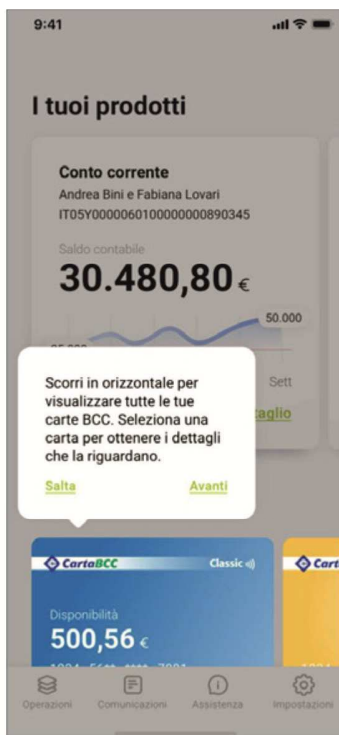 9:41
I tuoi prodotti
Conto corrente
Andrea Bini e Fabiana Lovari
IT05Y0000060100000000890345
Saldo contabile
30.480,80 €
50.000
Scorri in orizzontale per
visualizzare tutte le tue
carte BCC. Seleziona una
carta per ottenere i dettagli
che la riguardano.
Salta Avanti
Sett
taglio
CartaBCC Classic
Cart
Disponibilità
500,56 €
Operazioni Comunicazioni Assistenza Impostazioni